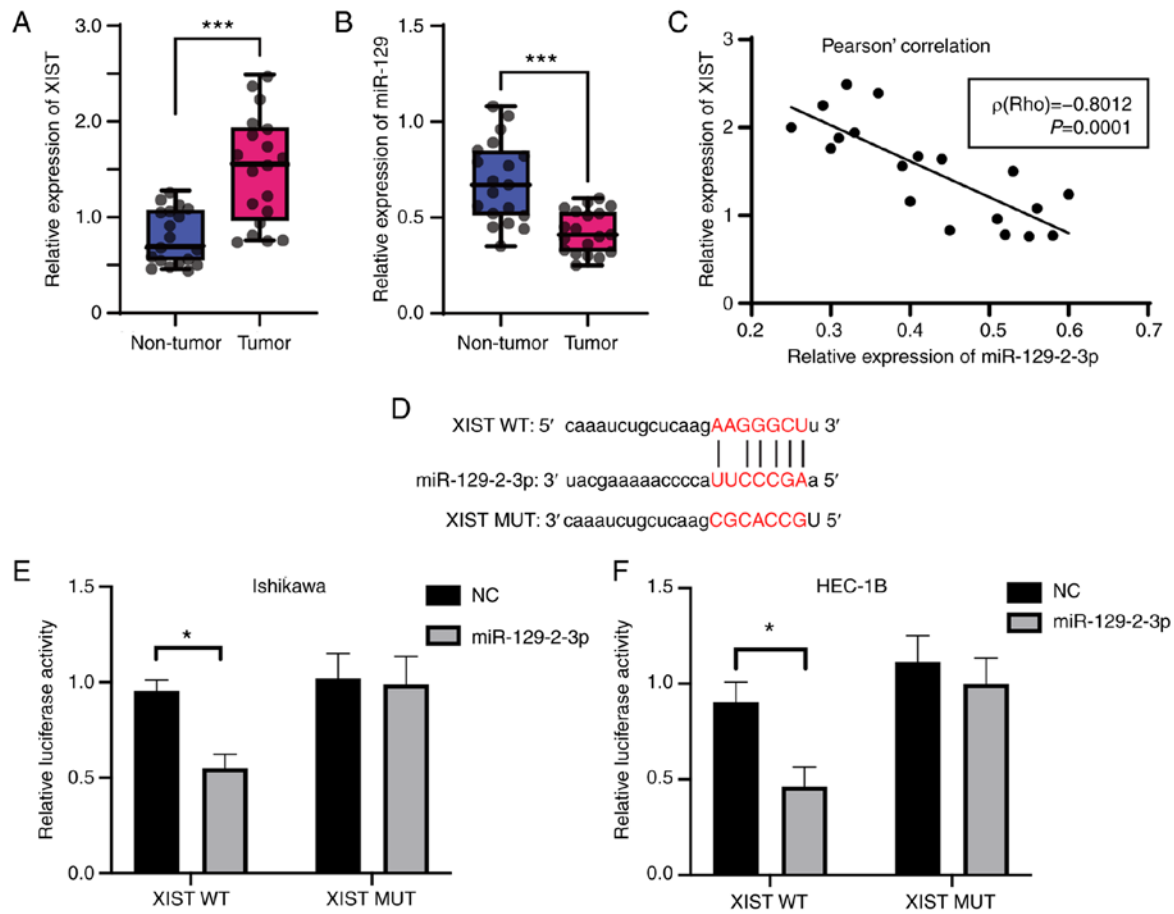 A
Relative expression of XIST
3.0
2.0
1.0
0
***
Non-tumor Tumor
B
Relative expression of miR-129
1.5
1.0
0.5
0.0
***
Non-tumor Tumor
C
Pearson' correlation
Relative expression of XIST
3
2
1
0
ρ(Rho)=−0.8012
P=0.0001
0.2 0.3 0.4 0.5 0.6 0.7
Relative expression of miR-129-2-3p
D
XIST WT: 5′ caaaucugcucaagAAGGGCUu 3′
miR-129-2-3p: 3′ uacgaaaaaccccaUUCCCGAa 5′
XIST MUT: 3′ caaaucugcucaagCGCACCGU 5′
E
Ishikawa
Relative luciferase activity
1.5
1.0
0.5
0.0
*
NC
miR-129-2-3p
XIST WT XIST MUT
F
HEC-1B
Relative luciferase activity
1.5
1.0
0.5
0.0
*
NC
miR-129-2-3p
XIST WT XIST MUT